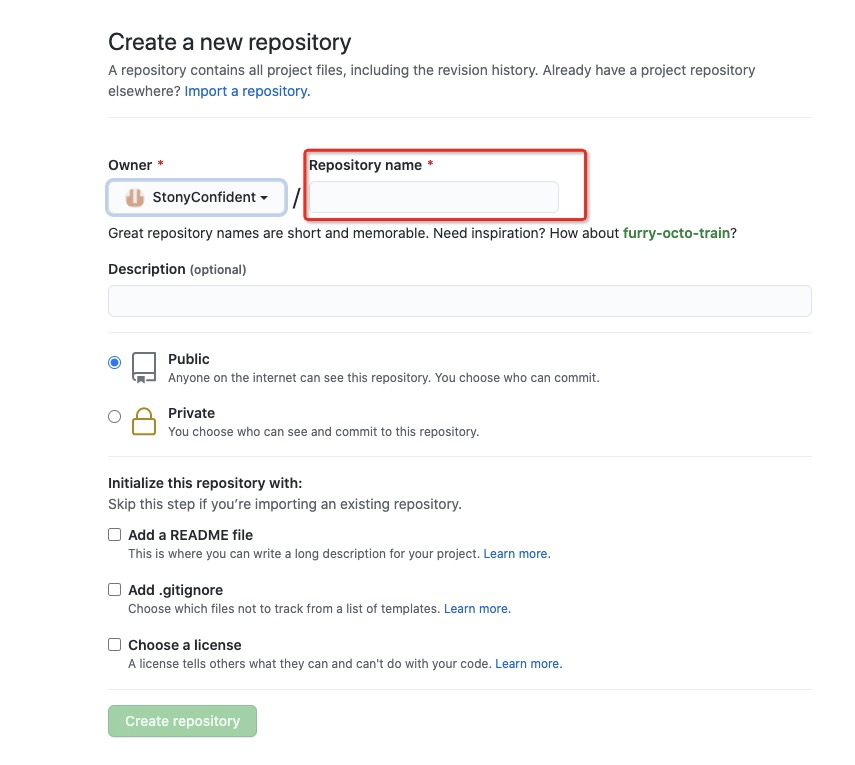 Create a new repository
A repository contains all project files, including the revision history. Already have a project repository
elsewhere? Import a repository.
Owner *
Repository name *
StonyConfident
/
Great repository names are short and memorable. Need inspiration? How about furry-octo-train?
Description (optional)
Public
Anyone on the internet can see this repository. You choose who can commit.
Private
You choose who can see and commit to this repository.
Initialize this repository with:
Skip this step if you’re importing an existing repository.
Add a README file
This is where you can write a long description for your project. Learn more.
Add .gitignore
Choose which files not to track from a list of templates. Learn more.
Choose a license
A license tells others what they can and can't do with your code. Learn more.
Create repository